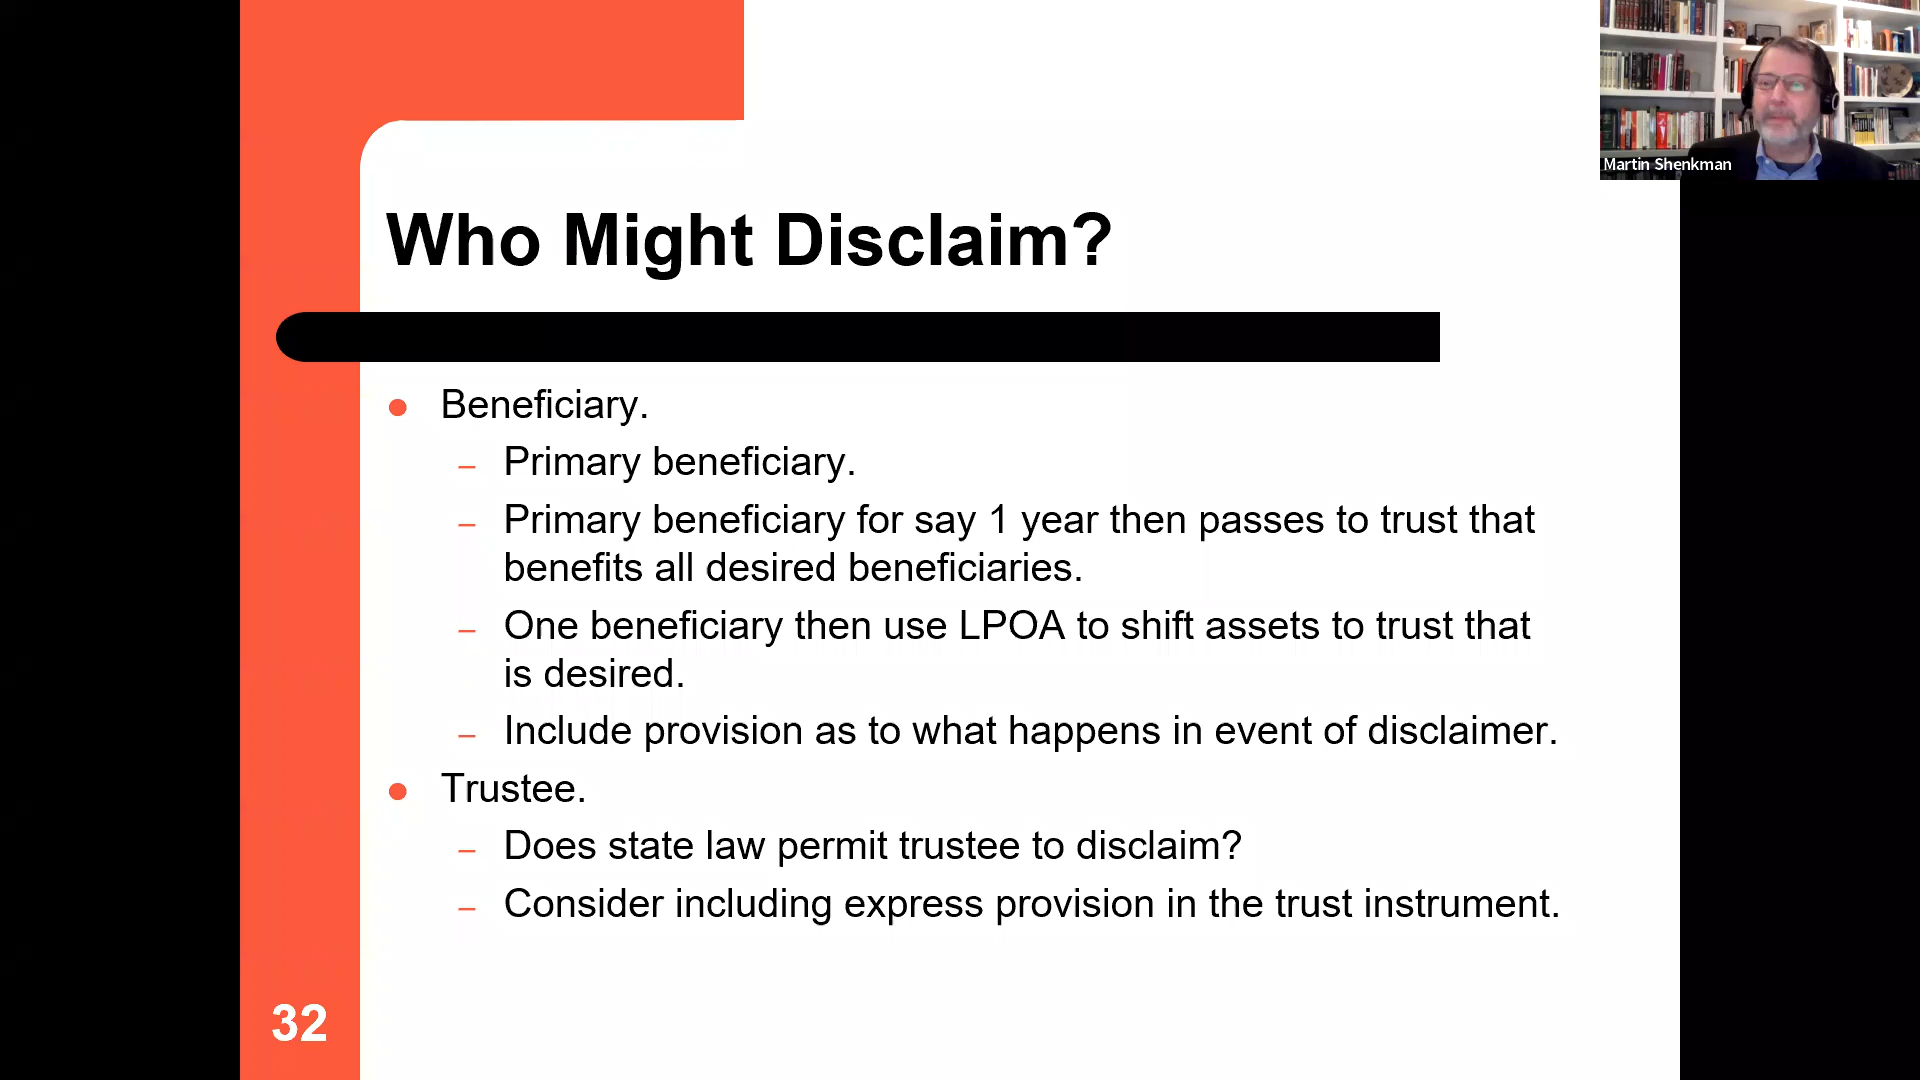 Martin Shenkman
Who Might Disclaim?
● Beneficiary.
– Primary beneficiary.
– Primary beneficiary for say 1 year then passes to trust that
benefits all desired beneficiaries.
– One beneficiary then use LPOA to shift assets to trust that
is desired.
– Include provision as to what happens in event of disclaimer.
● Trustee.
– Does state law permit trustee to disclaim?
– Consider including express provision in the trust instrument.
32